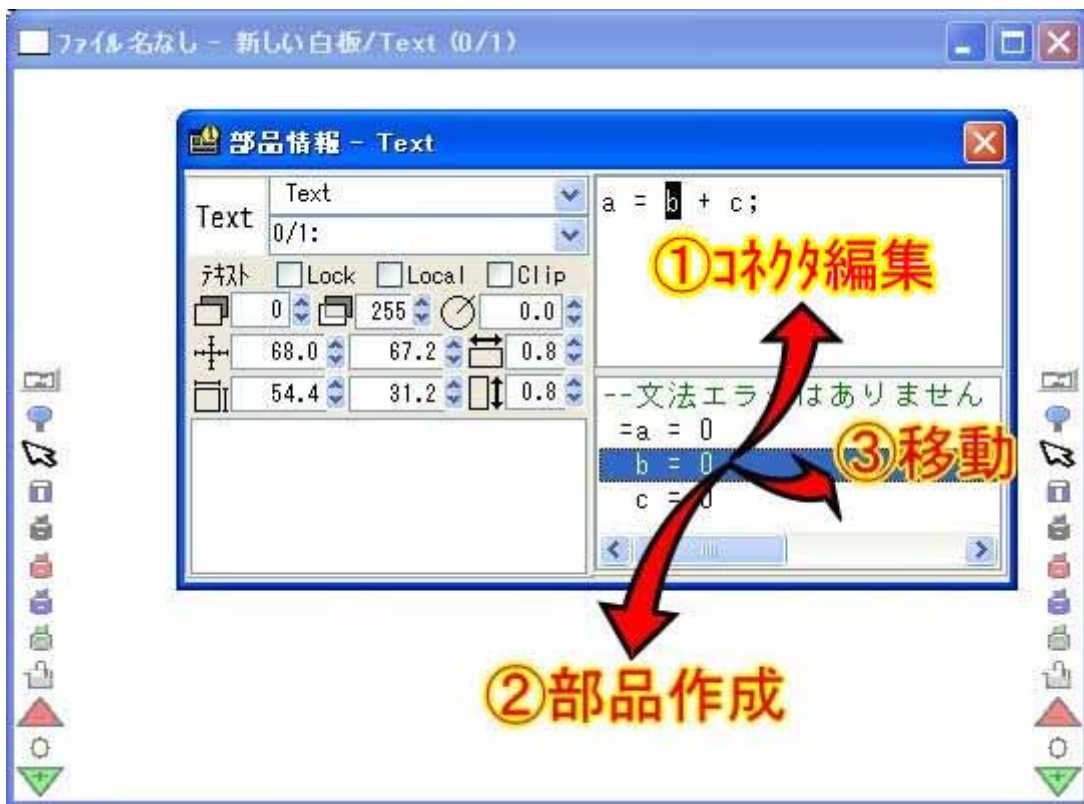 ファイル名なし - 新しい白板/Text (0/1)
部品情報 - Text
Text
Text
0/1:
a = b + c;
①コネクタ編集
テキスト Lock Local Clip
0 255 0.0
68.0 67.2 0.8
54.4 31.2 0.8
--文法エラーはありません
=a = 0
b = 0
c = 0
③移動
②部品作成